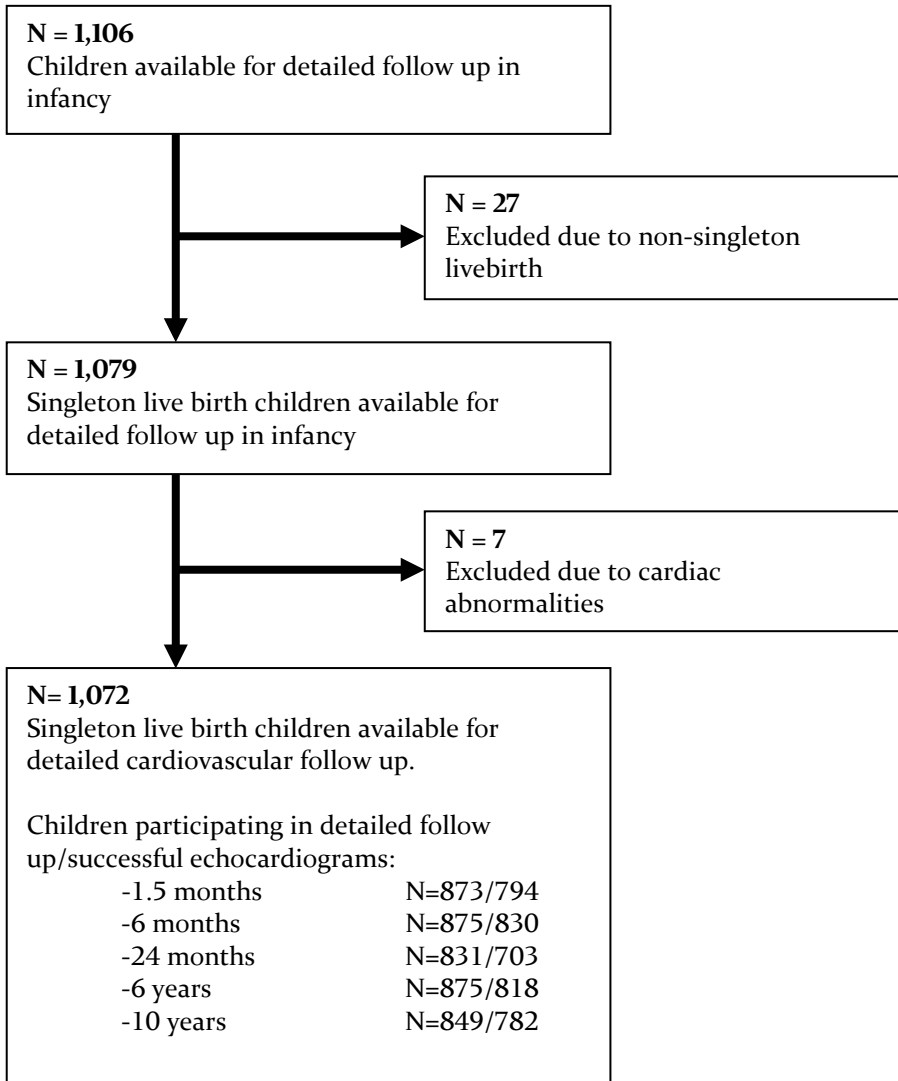 N = 1,106
Children available for detailed follow up in
infancy
N = 27
Excluded due to non-singleton
livebirth
N = 1,079
Singleton live birth children available for
detailed follow up in infancy
N = 7
Excluded due to cardiac
abnormalities
N= 1,072
Singleton live birth children available for
detailed cardiovascular follow up.
Children participating in detailed follow
up/successful echocardiograms:
-1.5 months N=873/794
-6 months N=875/830
-24 months N=831/703
-6 years N=875/818
-10 years N=849/782